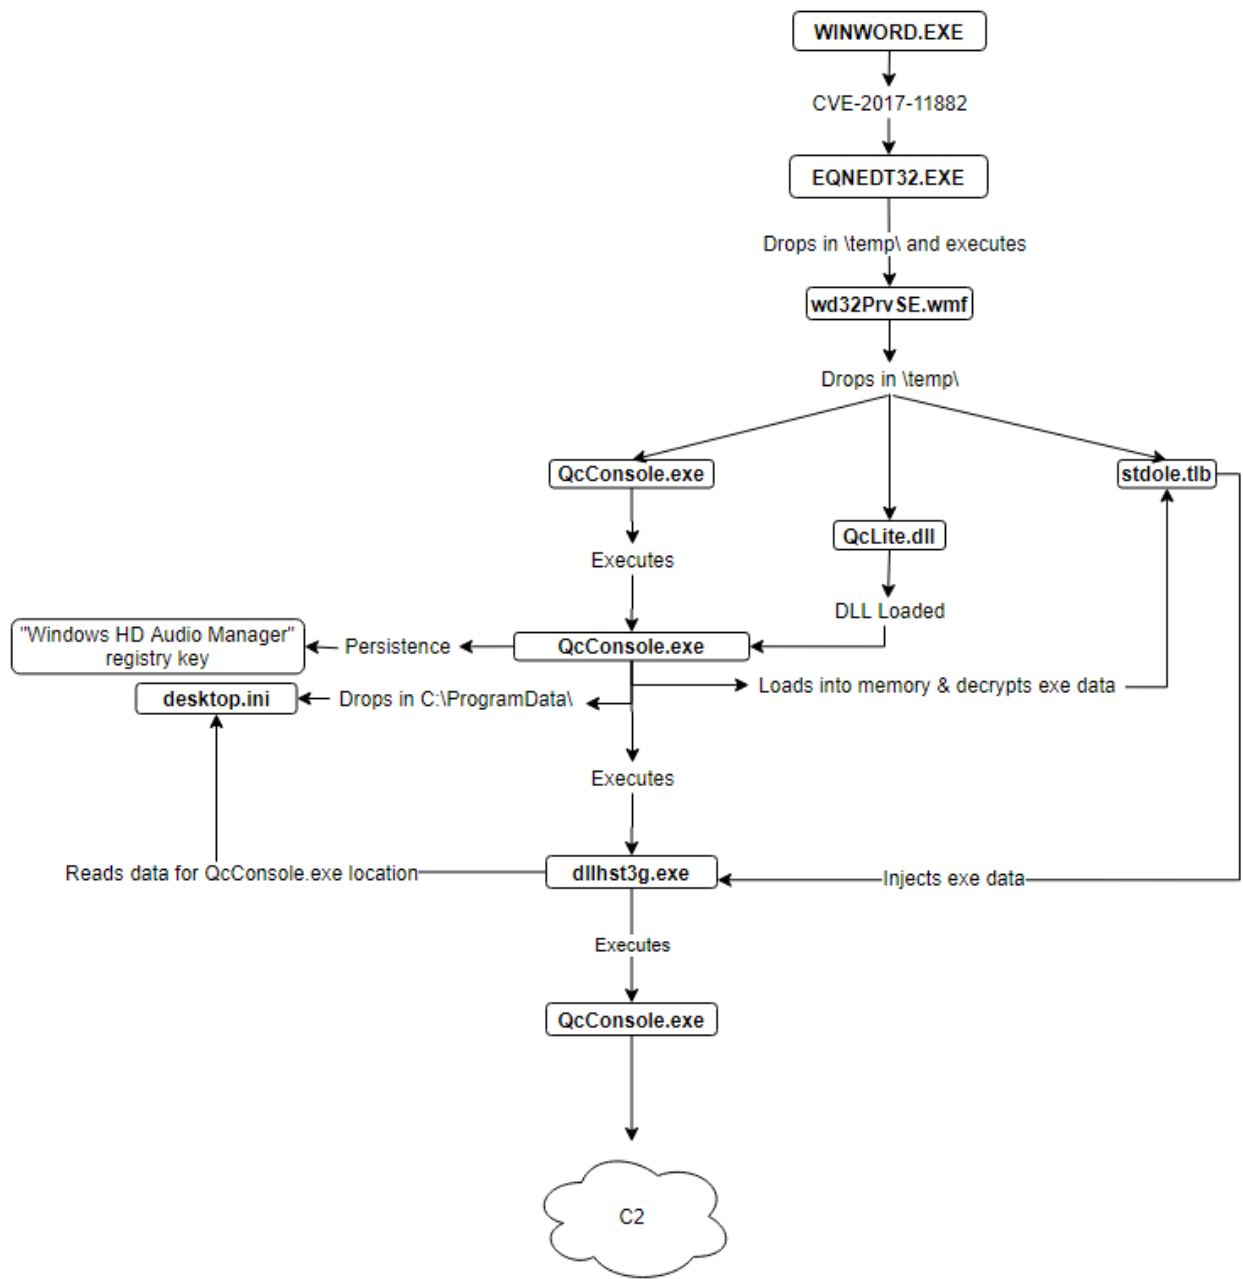 WINWORD.EXE
CVE-2017-11882
EQNEDT32.EXE
Drops in \temp\ and executes
wd32PrvSE.wmf
Drops in \temp\
QcConsole.exe
stdole.tlb
QcLite.dll
Executes
DLL Loaded
"Windows HD Audio Manager"
registry key
Persistence
QcConsole.exe
desktop.ini
Drops in C:\ProgramData\
Loads into memory & decrypts exe data
Executes
Reads data for QcConsole.exe location
dllhst3g.exe
Injects exe data
Executes
QcConsole.exe
C2